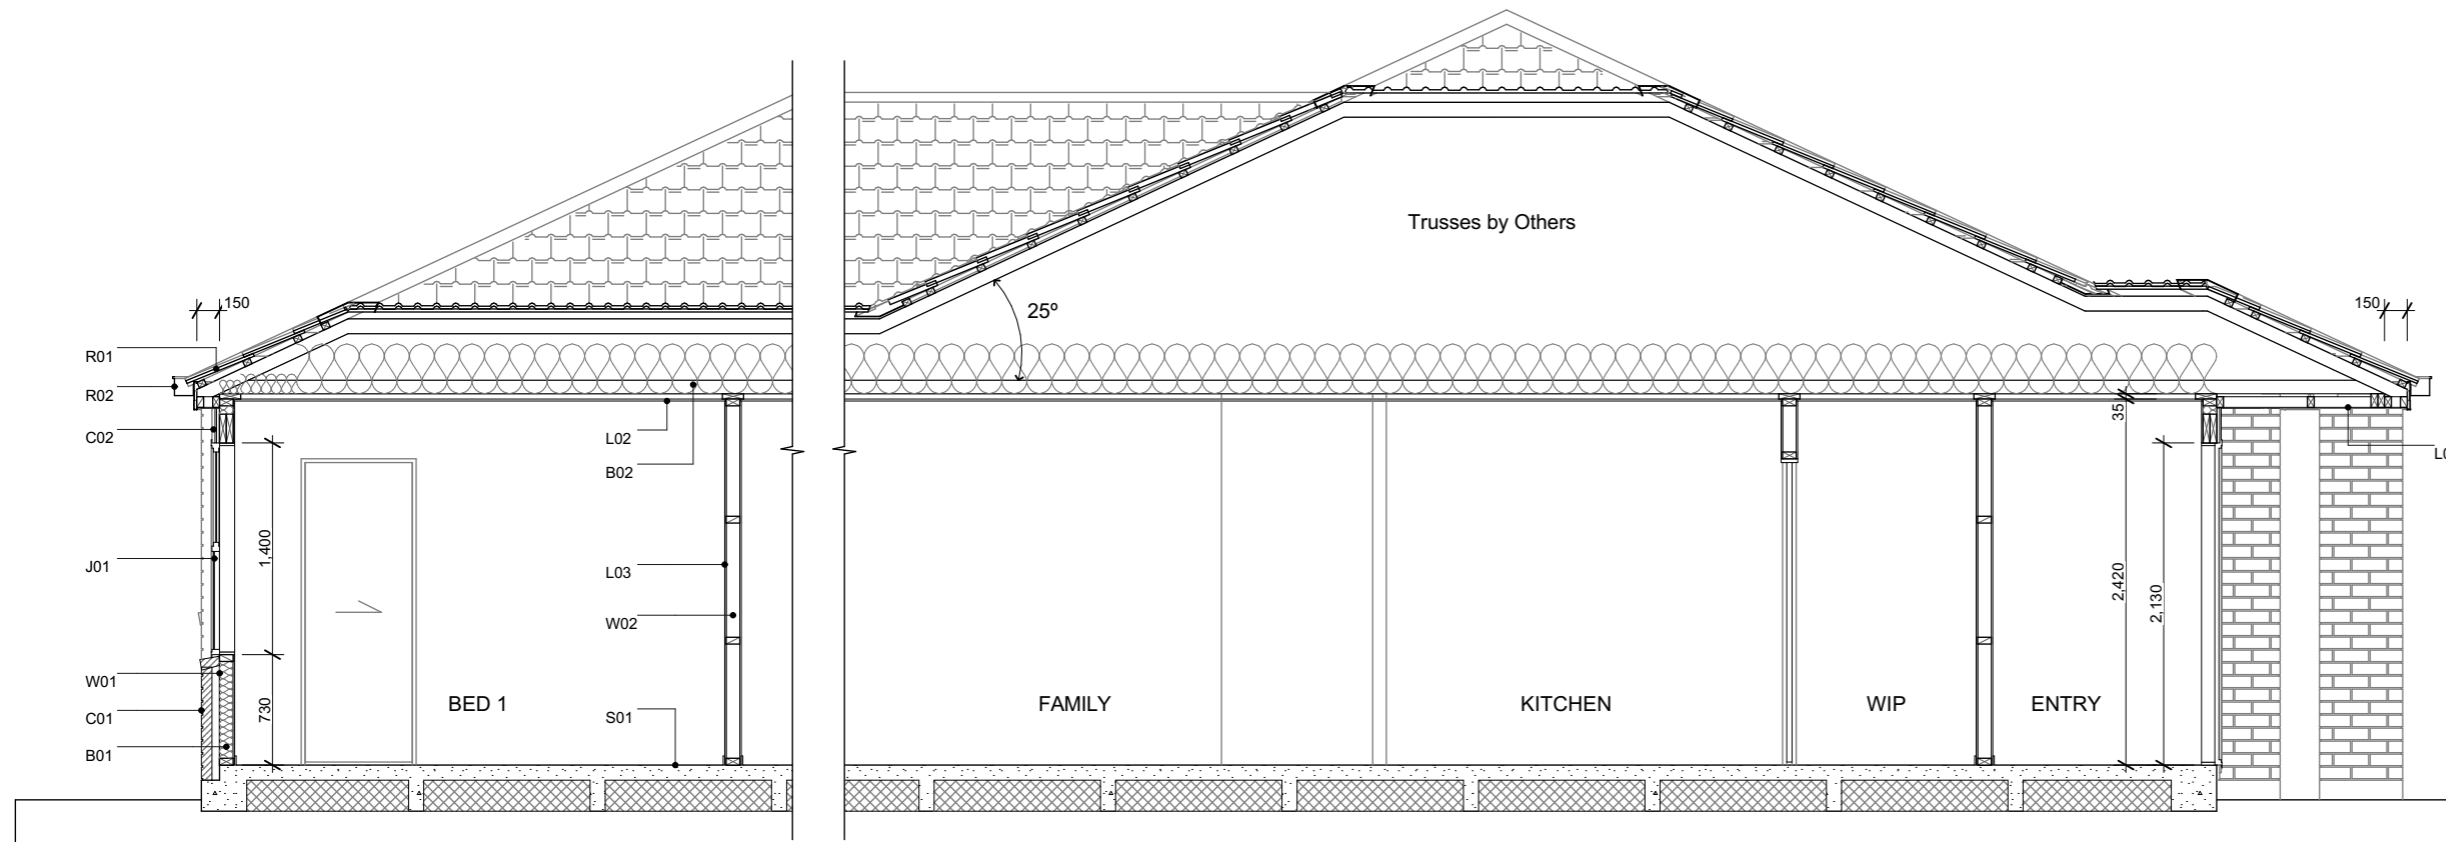 Trusses by Others
150
150
25º
R01
R02
C02
L02
B02
35
1,400
J01
L03
2,420
2,130
W02
W01
C01
B01
730
BED 1
S01
FAMILY
KITCHEN
WIP
ENTRY